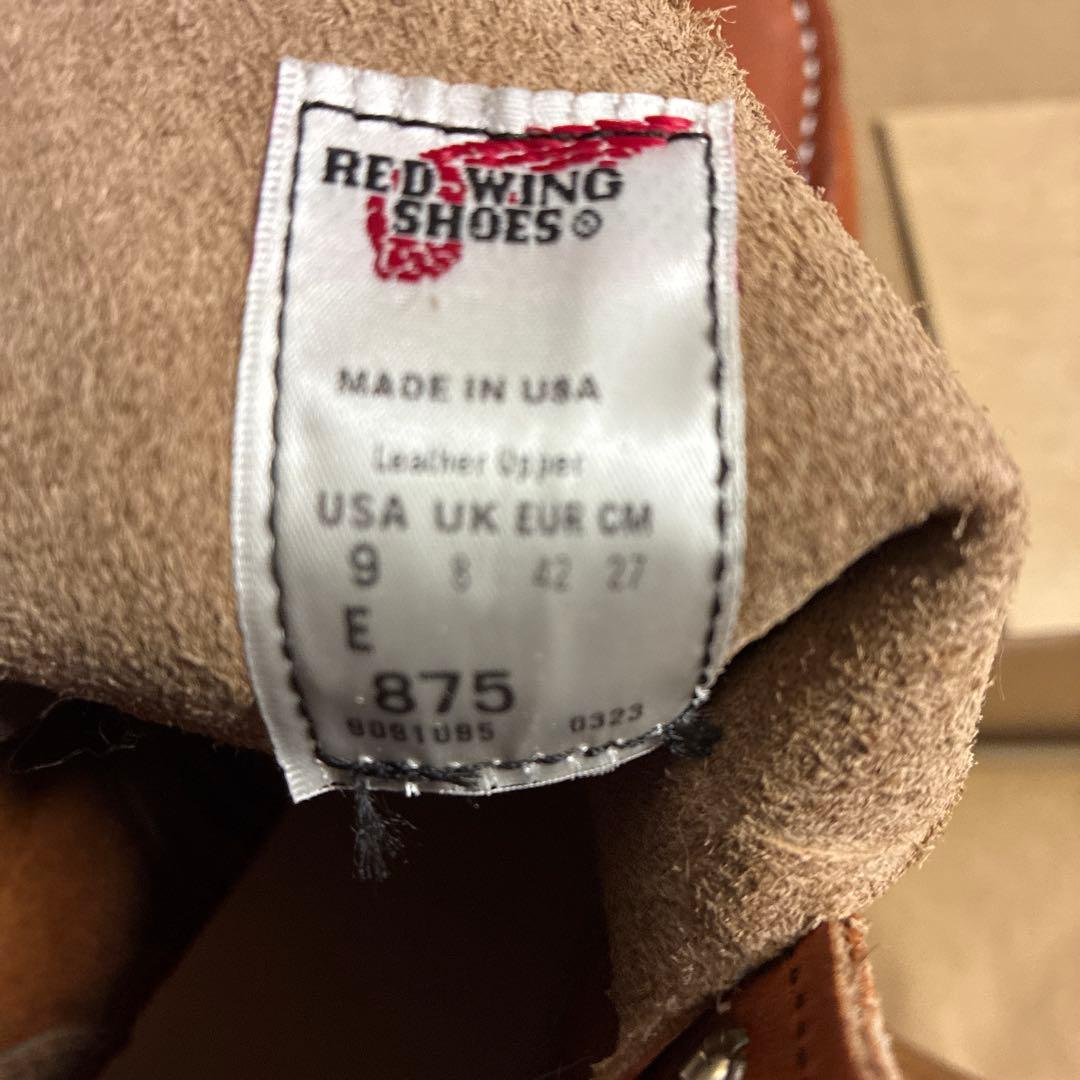 RED WING
SHOES ®
MADE IN USA
Leather Upper
USA UK EUR CM
9 8 42 27
E
875
0323